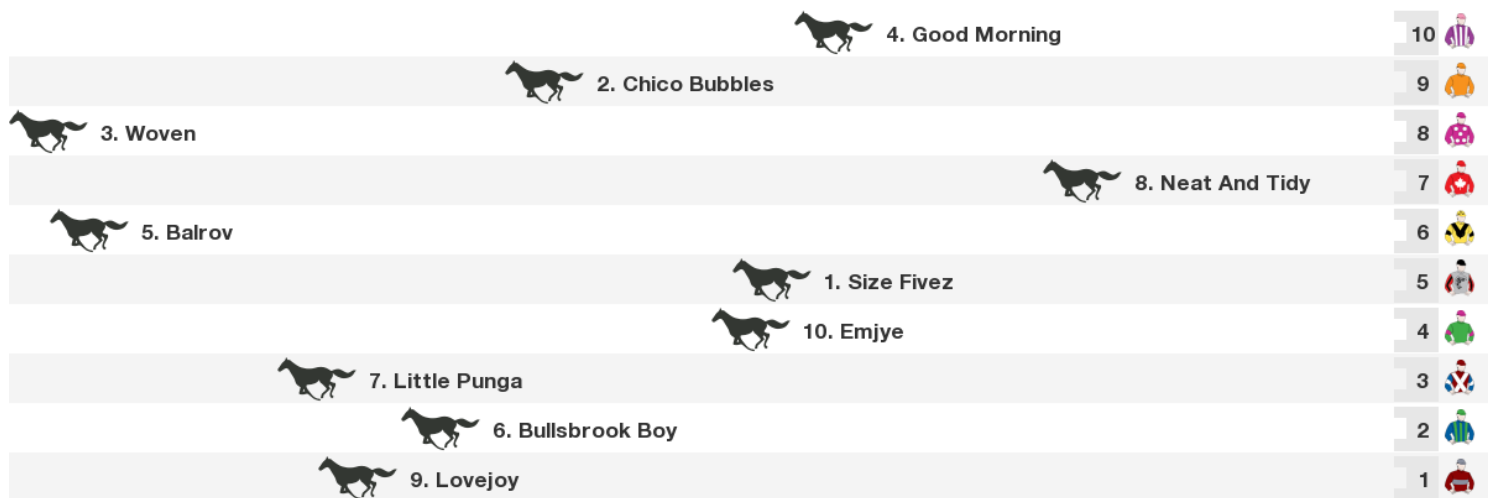 4. Good Morning 10
2. Chico Bubbles 9
3. Woven 8
8. Neat And Tidy 7
5. Balrov 6
1. Size Fivez 5
10. Emjye 4
7. Little Punga 3
6. Bullsbrook Boy 2
9. Lovejoy 1